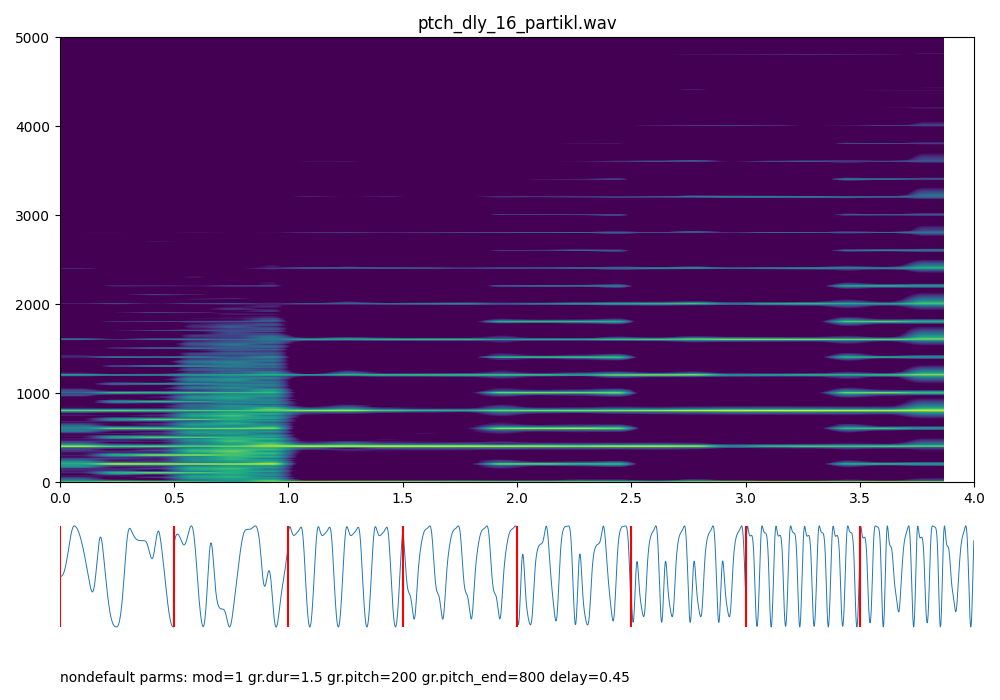 ptch_dly_16_partikl.wav
5000
4000
3000
2000
1000
0
0.0 0.5 1.0 1.5 2.0 2.5 3.0 3.5 4.0
nondefault parms: mod=1 gr.dur=1.5 gr.pitch=200 gr.pitch_end=800 delay=0.45